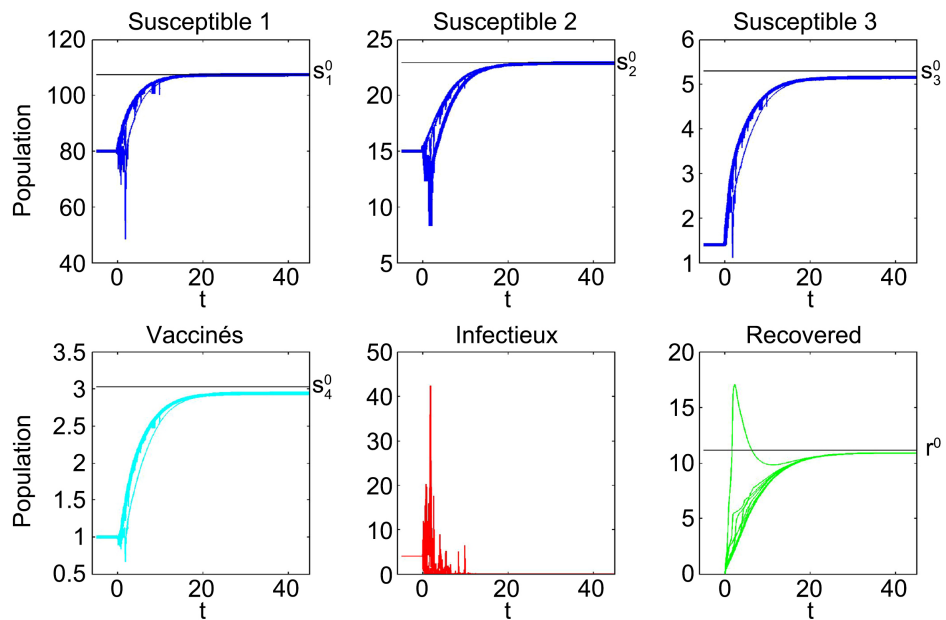 Susceptible 1
Susceptible 2
Susceptible 3
120
100
80
60
40
Population
0
20
40
t
s₁⁰
25
20
15
10
5
0
20
40
t
s₂⁰
6
5
4
3
2
1
0
20
40
t
s₃⁰
Vaccinés
Infectieux
Recovered
3.5
3
2.5
2
1.5
1
0.5
Population
0
20
40
t
s₄⁰
50
40
30
20
10
0
0
20
40
t
20
15
10
5
0
0
20
40
t
r⁰